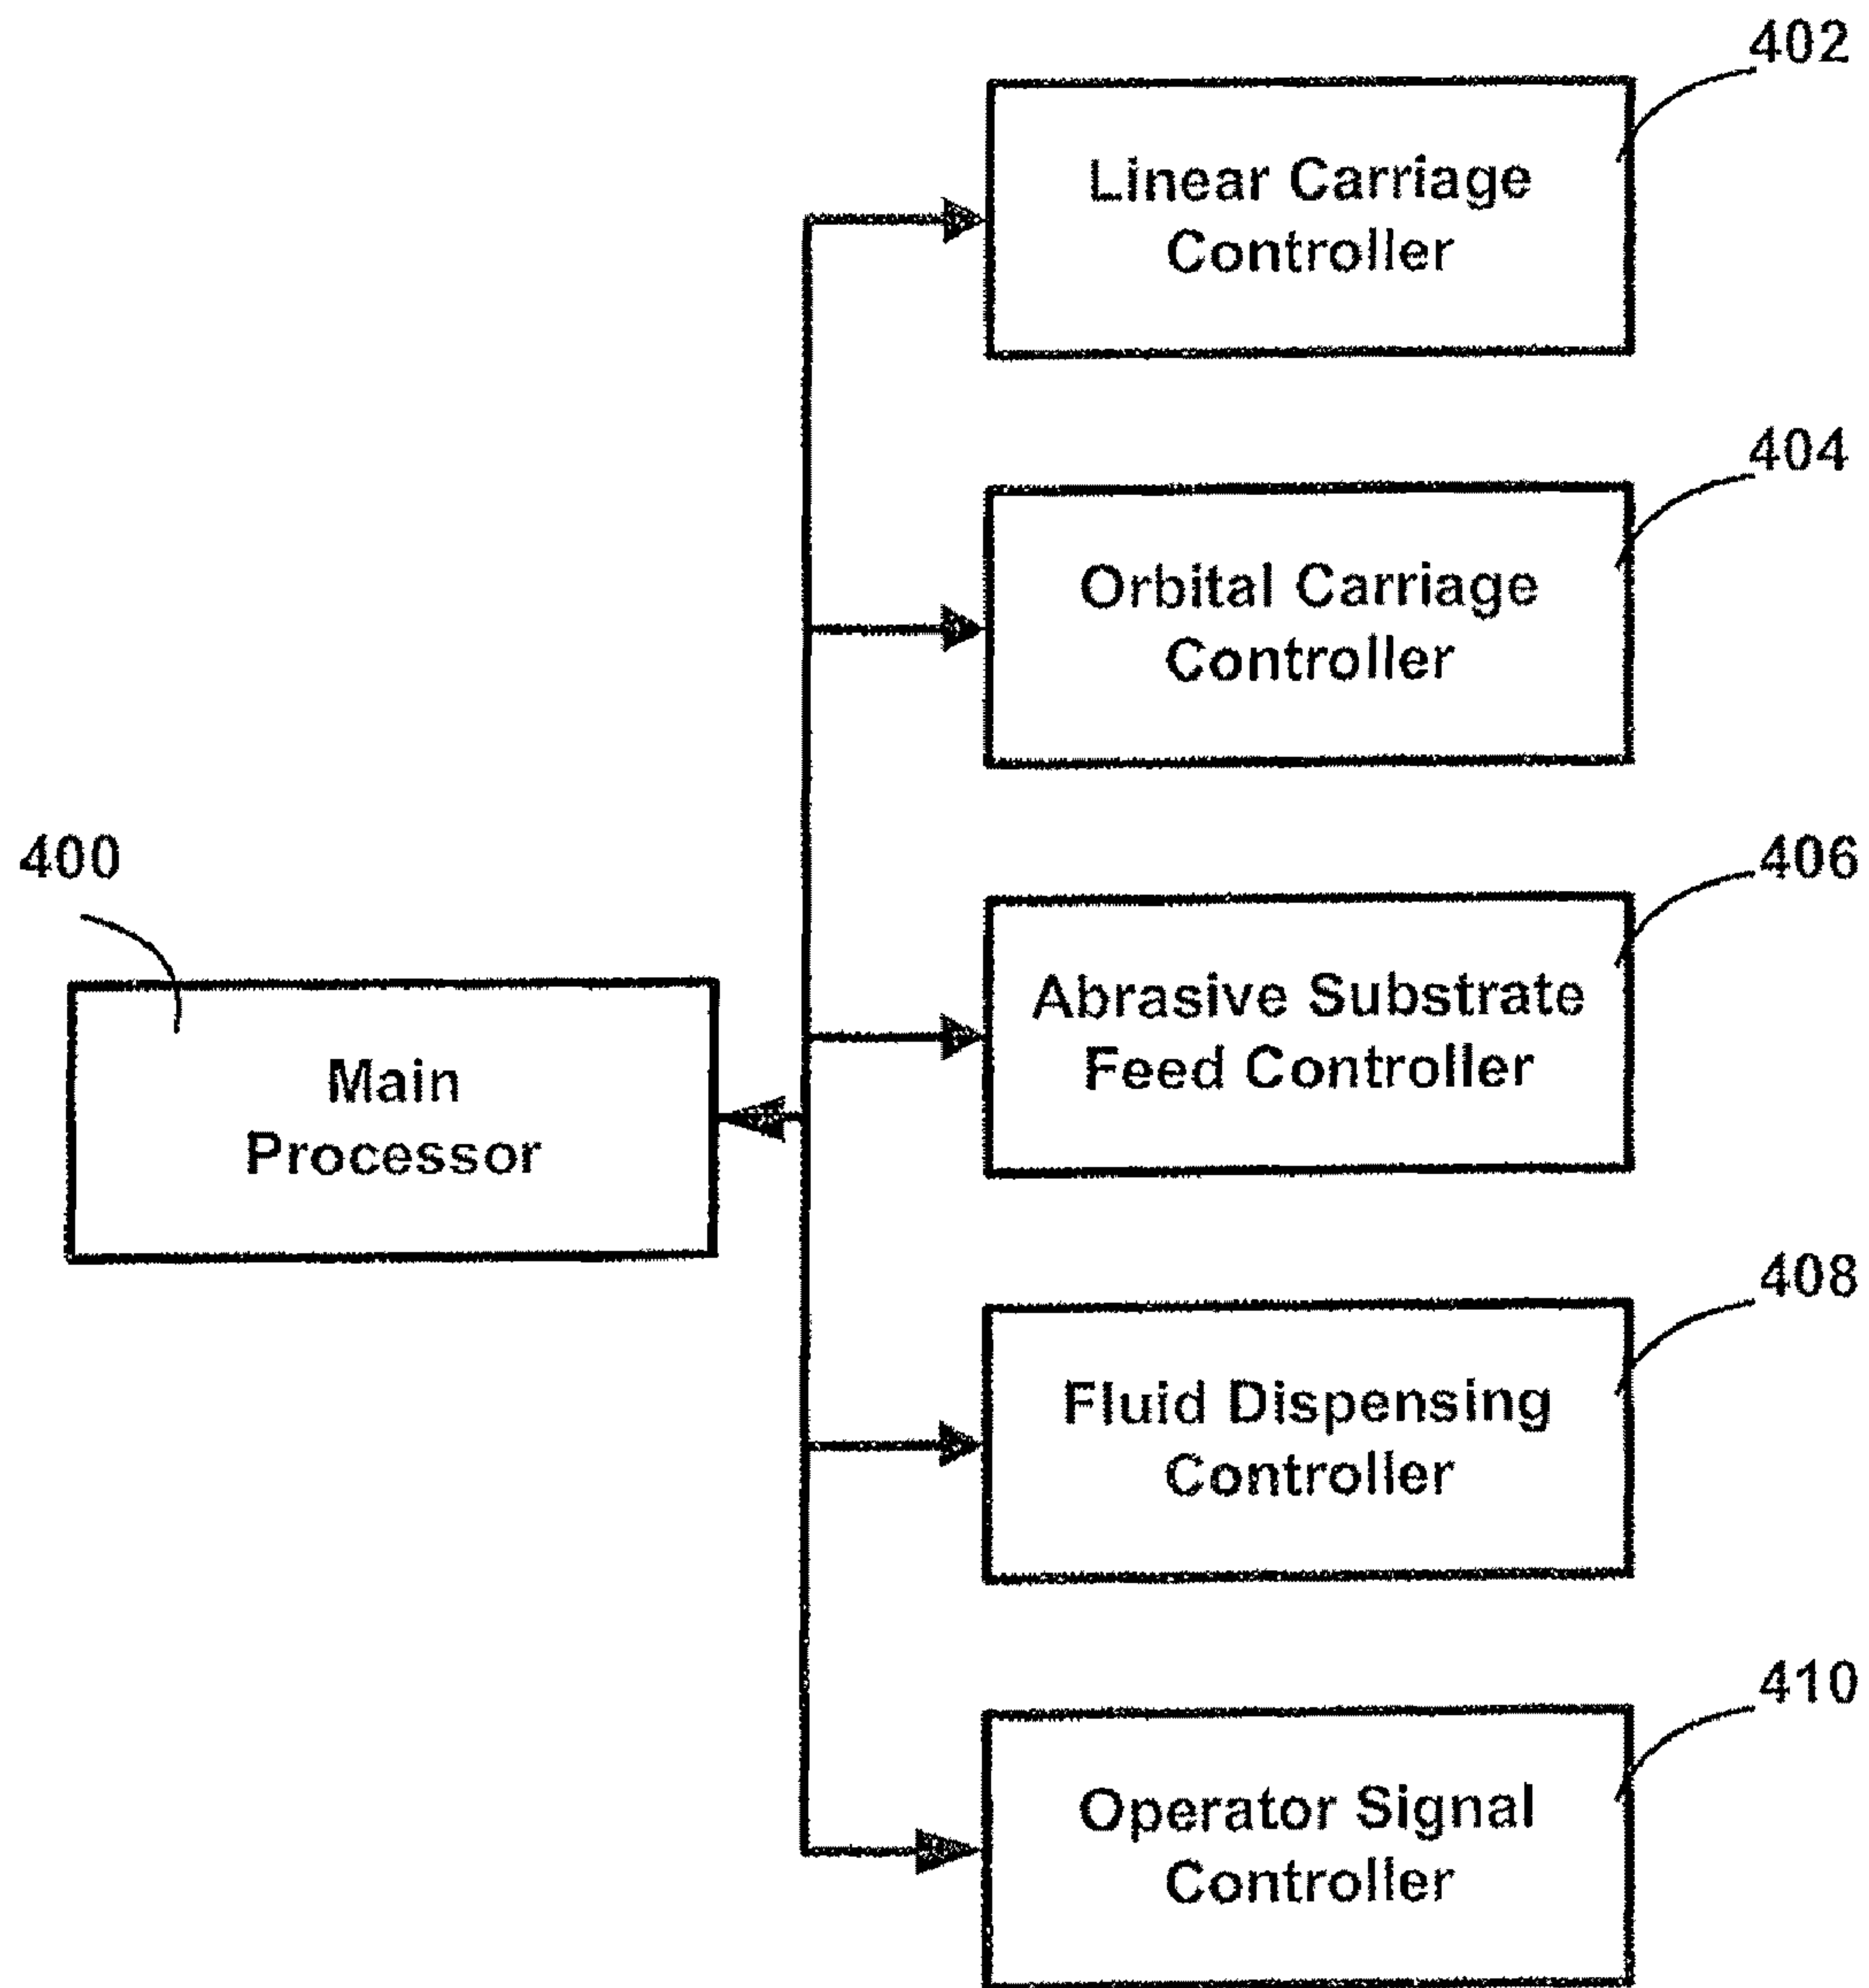 402
Linear Carriage
Controller
404
Orbital Carriage
Controller
400
Main
Processor
406
Abrasive Substrate
Feed Controller
408
Fluid Dispensing
Controller
410
Operator Signal
Controller